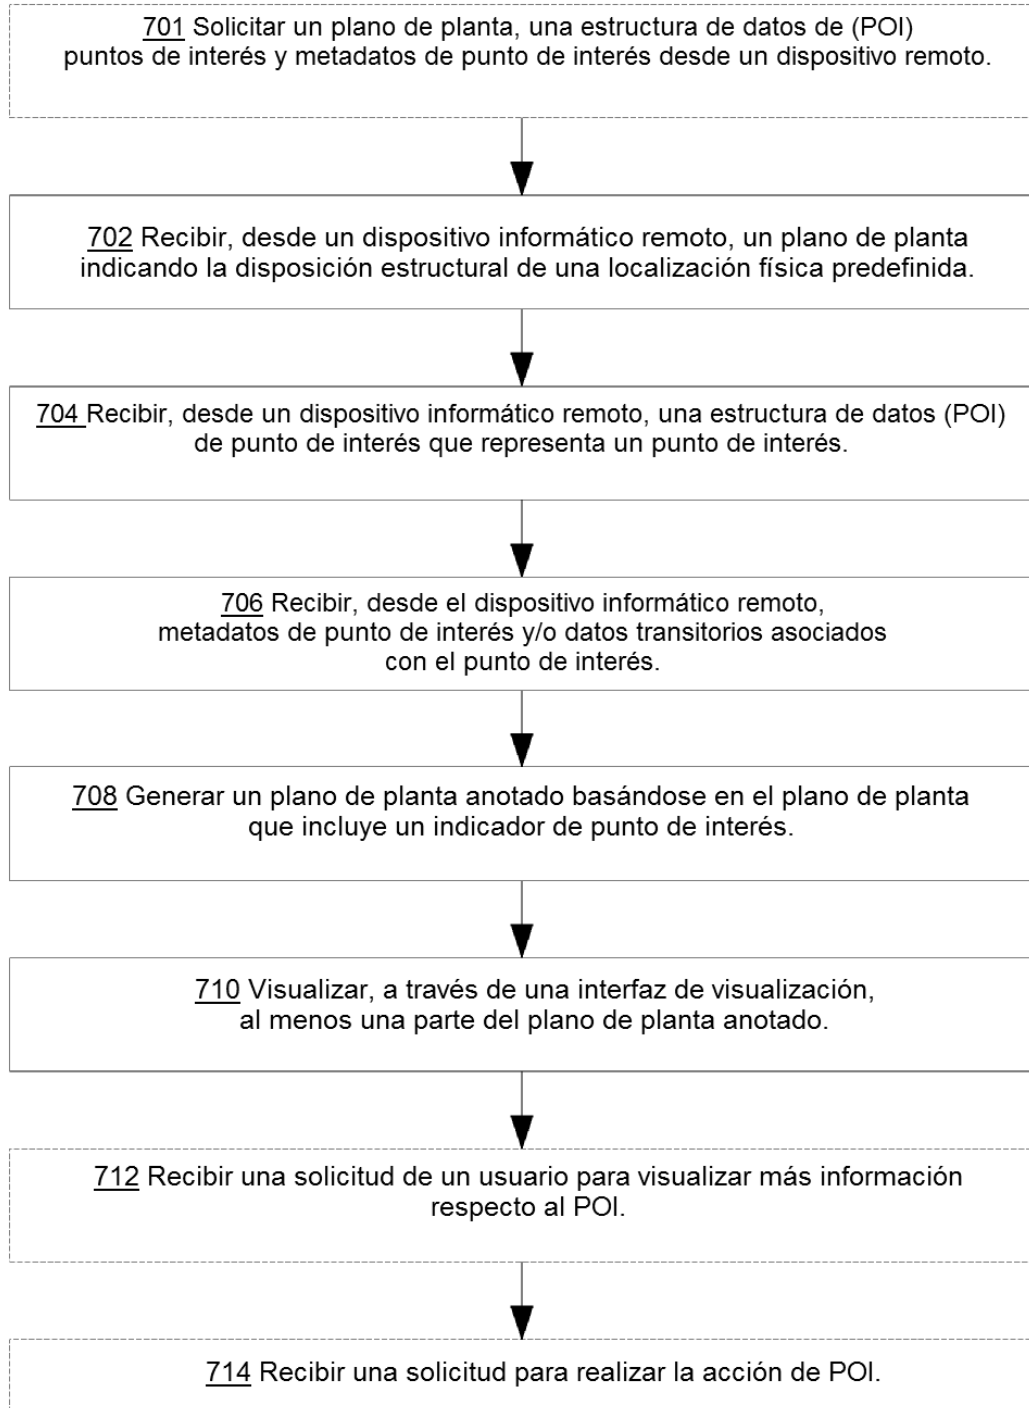 701 Solicitar un plano de planta, una estructura de datos de (POI)
puntos de interés y metadatos de punto de interés desde un dispositivo remoto.
702 Recibir, desde un dispositivo informático remoto, un plano de planta
indicando la disposición estructural de una localización física predefinida.
704 Recibir, desde un dispositivo informático remoto, una estructura de datos (POI)
de punto de interés que representa un punto de interés.
706 Recibir, desde el dispositivo informático remoto,
metadatos de punto de interés y/o datos transitorios asociados
con el punto de interés.
708 Generar un plano de planta anotado basándose en el plano de planta
que incluye un indicador de punto de interés.
710 Visualizar, a través de una interfaz de visualización,
al menos una parte del plano de planta anotado.
712 Recibir una solicitud de un usuario para visualizar más información
respecto al POI.
714 Recibir una solicitud para realizar la acción de POI.